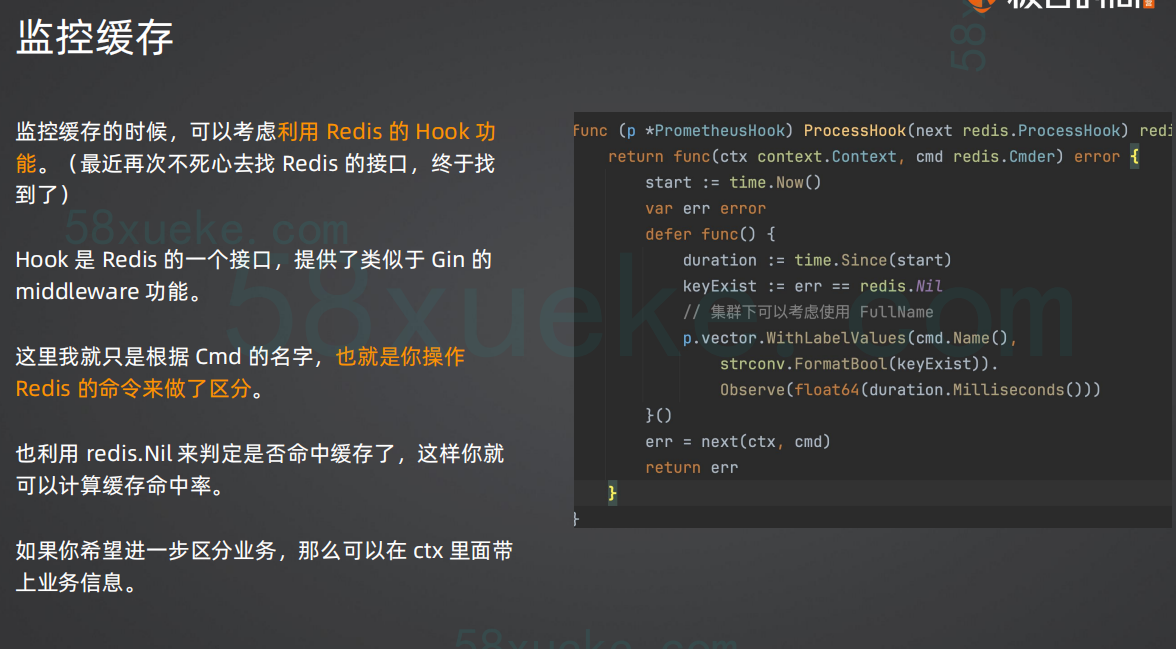 监控缓存
58x
监控缓存的时候，可以考虑利用 Redis 的 Hook 功
能。（最近再次不死心去找 Redis 的接口，终于找
到了）
58xueke.com
Hook 是 Redis 的一个接口，提供了类似于 Gin 的
middleware 功能。
58xueke.com
这里我就只是根据 Cmd 的名字，也就是你操作
Redis 的命令来做了区分。
也利用 redis.Nil 来判定是否命中缓存了，这样你就
可以计算缓存命中率。
如果你希望进一步区分业务，那么可以在 ctx 里面带
上业务信息。
58xueke.com
func (p *PrometheusHook) ProcessHook(next redis.ProcessHook) redi
return func(ctx context.Context, cmd redis.Cmder) error {
start := time.Now()
var err error
defer func() {
duration := time.Since(start)
keyExist := err == redis.Nil
// 集群下可以考虑使用 FullName
p.vector.WithLabelValues(cmd.Name(),
strconv.FormatBool(keyExist)).
Observe(float64(duration.Milliseconds()))
}()
err = next(ctx, cmd)
return err
}
}